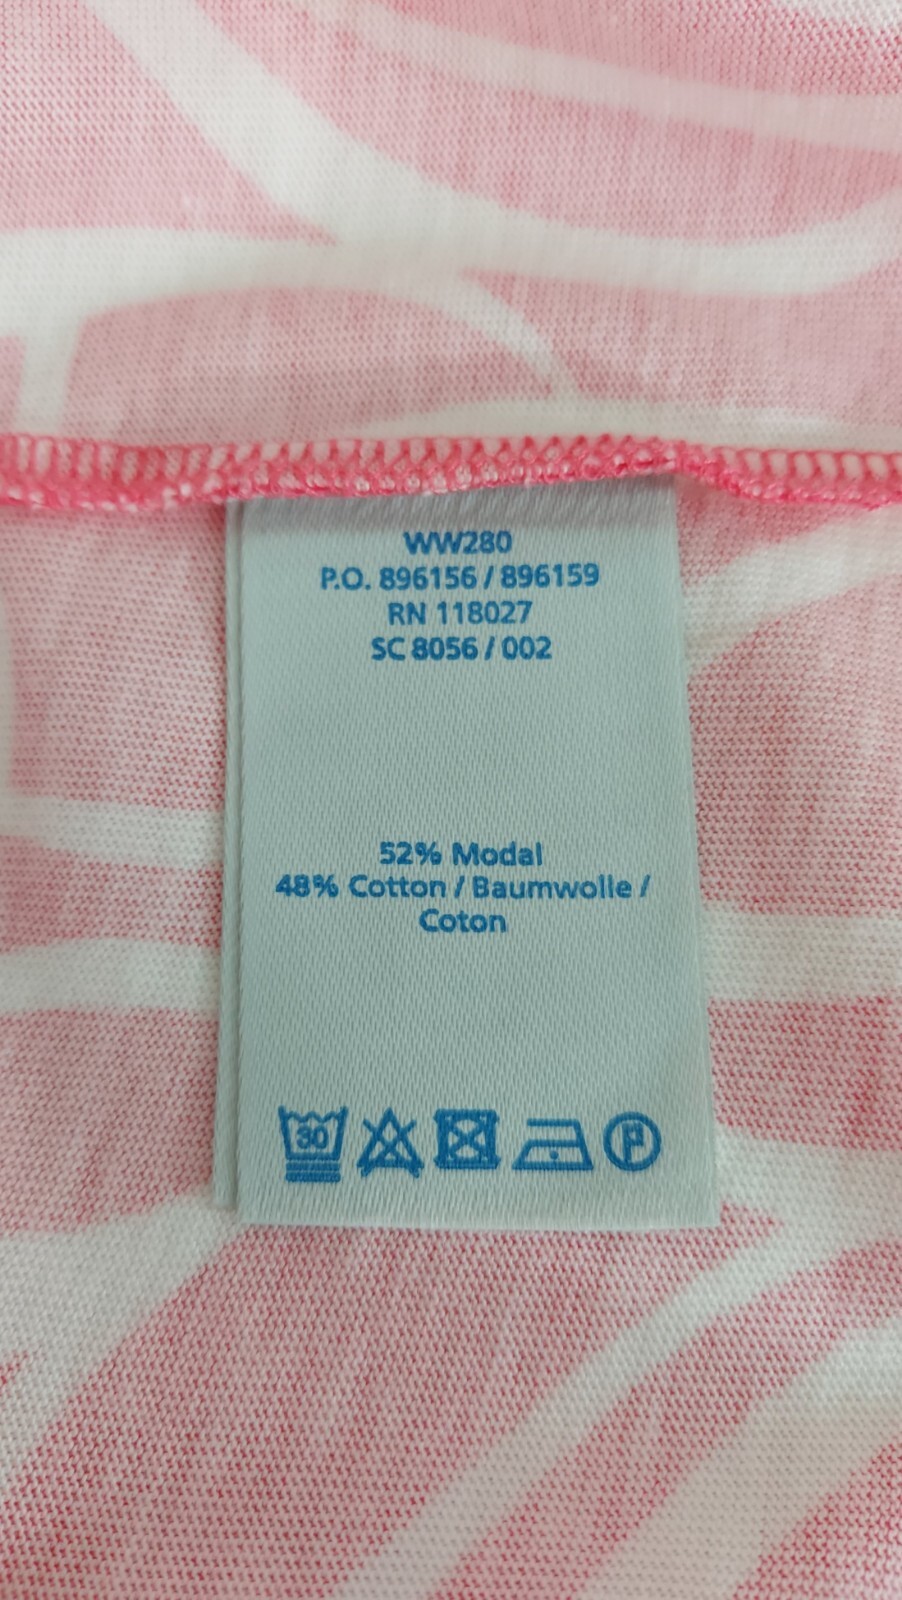 WW280
P.O. 896156 / 896159
RN 118027
SC 8056 / 002
52% Modal
48% Cotton / Baumwolle /
Coton
30
P